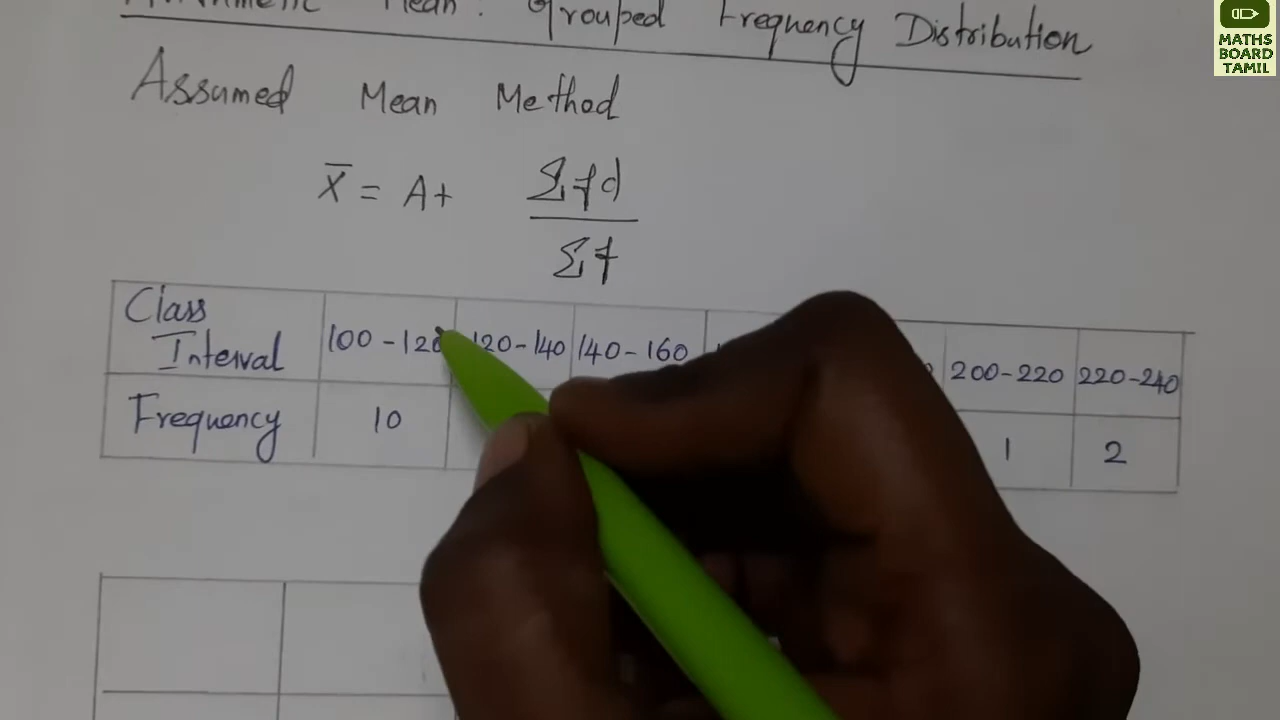 Mean: Grouped Frequency Distribution
MATHS
BOARD
TAMIL
Assumed Mean Method
X̅ = A+ Σfd / Σf
Class Interval 100-120 120-140 140-160 200-220 220-240
Frequency 10 1 2